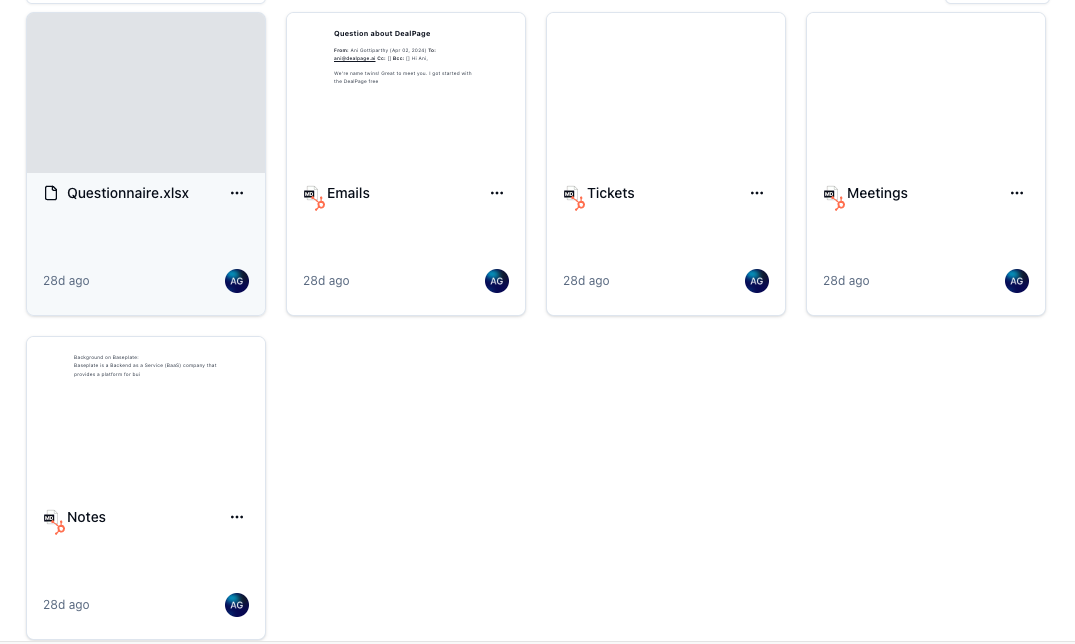 Question about DealPage
From: Ani Gottiparthy (Apr 02, 2024) To:
ani@dealpage.ai Cc: [] Bcc: [] Hi Ani,
We're name twins! Great to meet you. I got started with
the DealPage free
Questionnaire.xlsx
MD Emails
MD Tickets
MD Meetings
28d ago AG
28d ago AG
28d ago AG
28d ago AG
Background on Baseplate:
Baseplate is a Backend as a Service (BaaS) company that
provides a platform for bui
MD Notes
28d ago AG